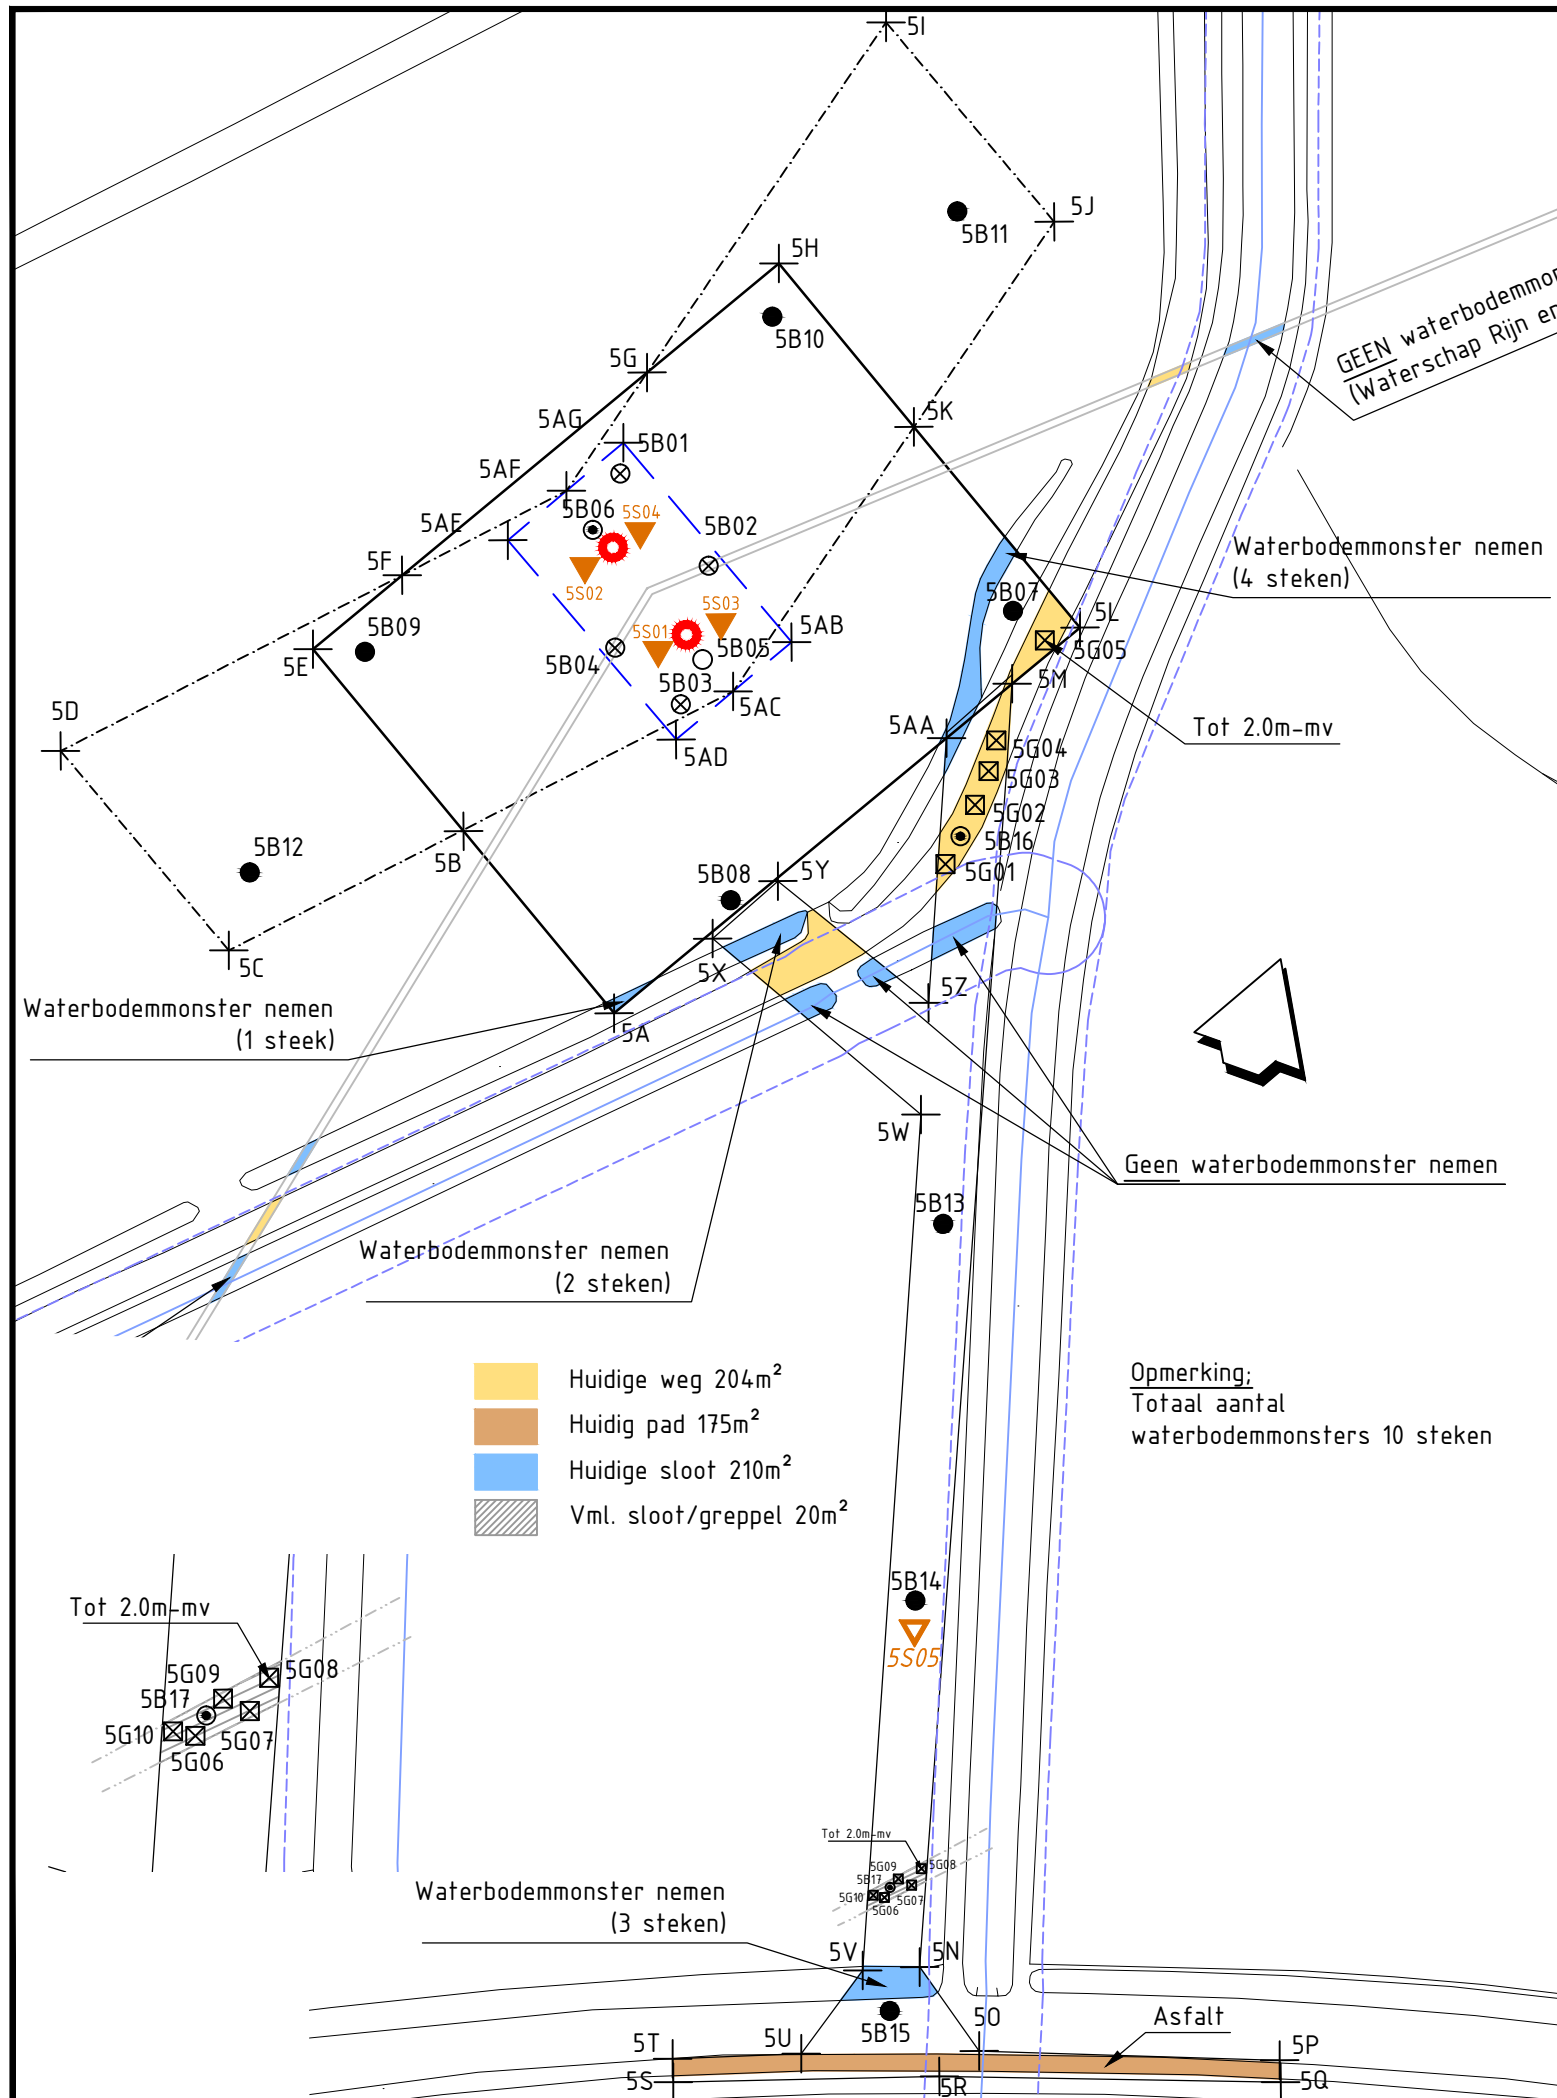 5I
5J
5B11
5H
5B10
GEEN waterbodemmon
(Waterschap Rijn en
5G
5K
5AG
5B01
5AF
5B06
5S04
5B02
5AE
5F
5S02
Waterbodemmonster nemen
(4 steken)
5B07
5L
5S03
5AB
5B09
5S01
5B05
5G05
5E
5B04
5B03
5AC
5M
5D
5AA
Tot 2.0m-mv
5AD
5G04
5G03
5G02
5B
5B16
5B12
5B08
5Y
5G01
5C
5X
5Z
Waterbodemmonster nemen
(1 steek)
5A
5W
Geen waterbodemmonster nemen
5B13
Waterbodemmonster nemen
(2 steken)
Huidige weg 204m²
Huidig pad 175m²
Huidige sloot 210m²
Vml. sloot/greppel 20m²
Opmerking;
Totaal aantal
waterbodemmonsters 10 steken
5B14
5S05
Tot 2.0m-mv
5G09
5G08
5B17
5G10
5G07
5G06
Tot 2.0m-mv
5G09
5G08
5B17
5G10
5G07
5G06
Waterbodemmonster nemen
(3 steken)
5V
5N
5B15
5O
Asfalt
5T
5U
5P
5S
5R
5Q